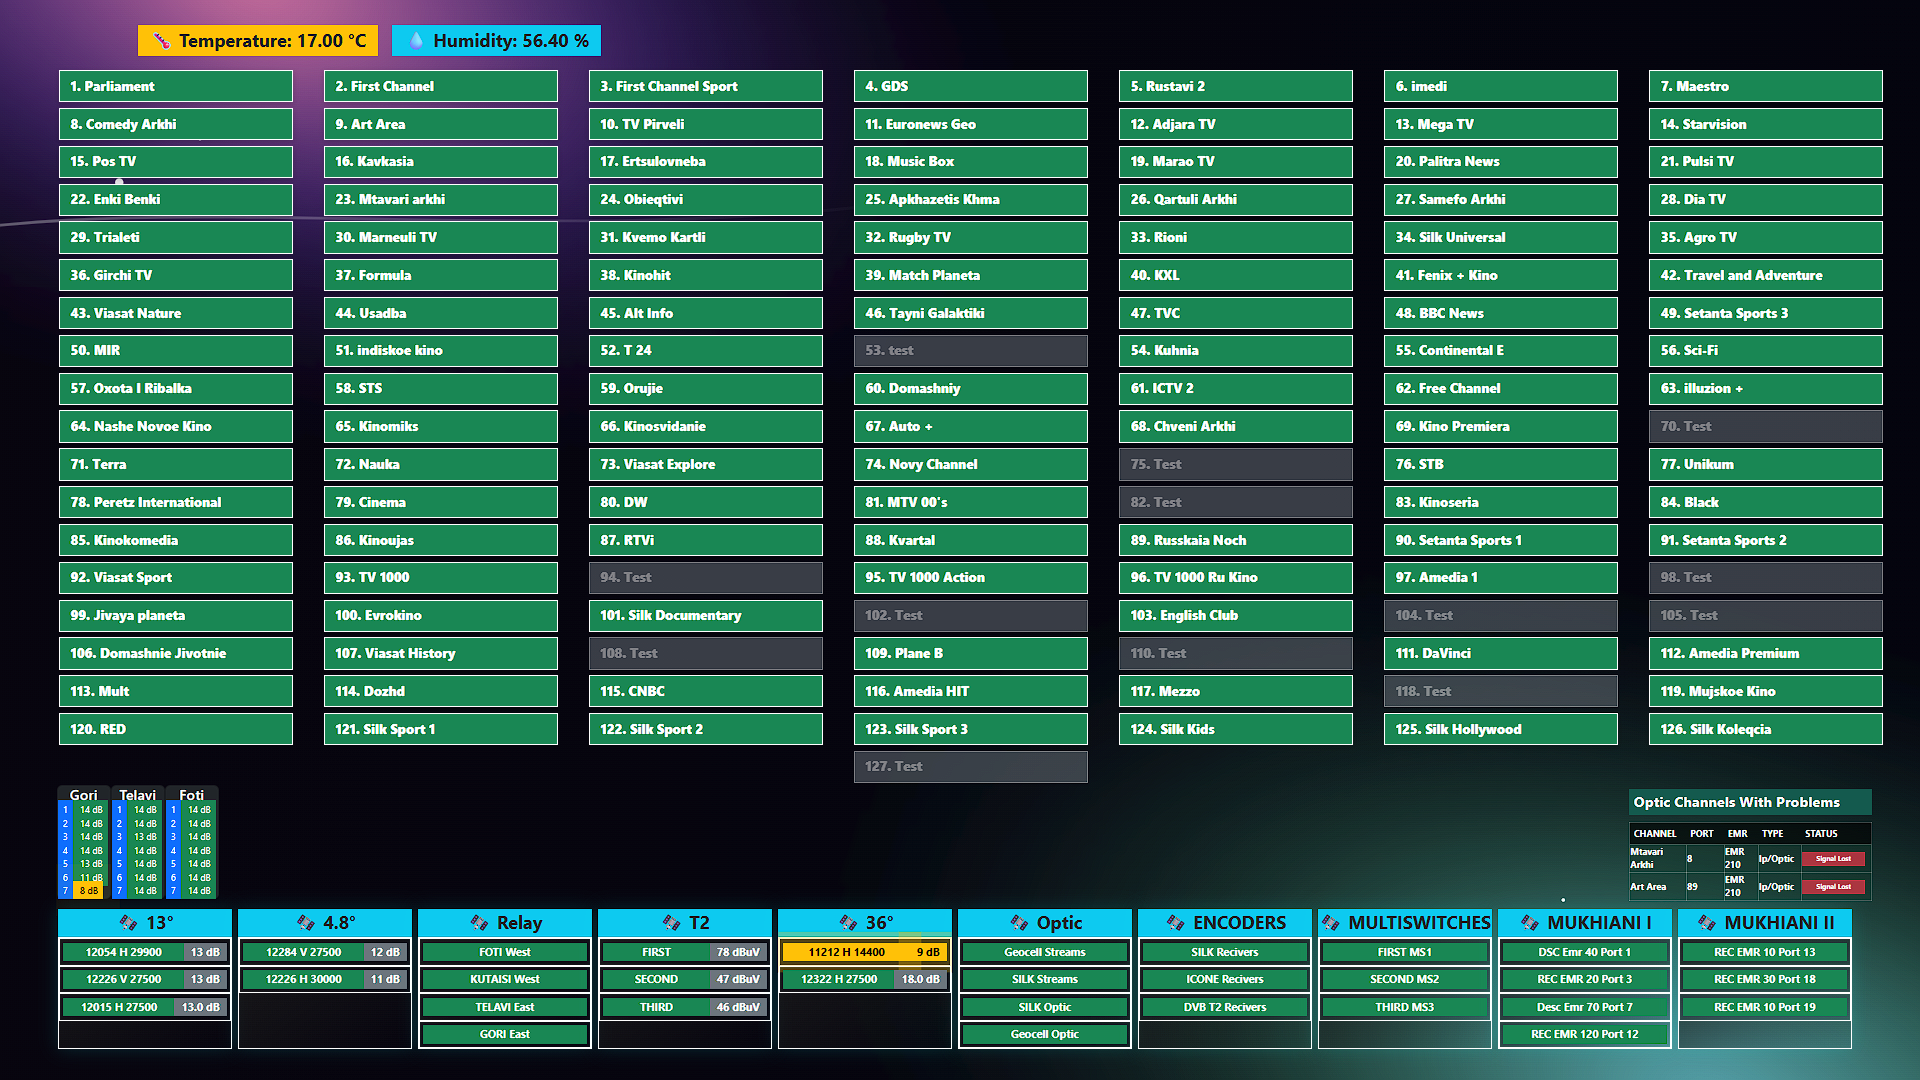 Temperature: 17.00 °C Humidity: 56.40 %
1. Parliament 2. First Channel 3. First Channel Sport 4. GDS 5. Rustavi 2 6. imedi 7. Maestro
8. Comedy Arkhi 9. Art Area 10. TV Pirveli 11. Euronews Geo 12. Adjara TV 13. Mega TV 14. Starvision
15. Pos TV 16. Kavkasia 17. Ertsulovneba 18. Music Box 19. Marao TV 20. Palitra News 21. Pulsi TV
22. Enki Benki 23. Mtavari arkhi 24. Obieqtivi 25. Apkhazetis Khma 26. Qartuli Arkhi 27. Samefo Arkhi 28. Dia TV
29. Trialeti 30. Marneuli TV 31. Kvemo Kartli 32. Rugby TV 33. Rioni 34. Silk Universal 35. Agro TV
36. Girchi TV 37. Formula 38. Kinohit 39. Match Planeta 40. KXL 41. Fenix + Kino 42. Travel and Adventure
43. Viasat Nature 44. Usadba 45. Alt Info 46. Tayni Galaktiki 47. TVC 48. BBC News 49. Setanta Sports 3
50. MIR 51. indiskoe kino 52. T 24 53. test 54. Kuhnia 55. Continental E 56. Sci-Fi
57. Oxota I Ribalka 58. STS 59. Orujie 60. Domashniy 61. ICTV 2 62. Free Channel 63. illuzion +
64. Nashe Novoe Kino 65. Kinomiks 66. Kinosvidanie 67. Auto + 68. Chveni Arkhi 69. Kino Premiera 70. Test
71. Terra 72. Nauka 73. Viasat Explore 74. Novy Channel 75. Test 76. STB 77. Unikum
78. Peretz International 79. Cinema 80. DW 81. MTV 00's 82. Test 83. Kinoseria 84. Black
85. Kinokomedia 86. Kinoujas 87. RTVi 88. Kvartal 89. Russkaia Noch 90. Setanta Sports 1 91. Setanta Sports 2
92. Viasat Sport 93. TV 1000 94. Test 95. TV 1000 Action 96. TV 1000 Ru Kino 97. Amedia 1 98. Test
99. Jivaya planeta 100. Evrokino 101. Silk Documentary 102. Test 103. English Club 104. Test 105. Test
106. Domashnie Jivotnie 107. Viasat History 108. Test 109. Plane B 110. Test 111. DaVinci 112. Amedia Premium
113. Mult 114. Dozhd 115. CNBC 116. Amedia HIT 117. Mezzo 118. Test 119. Mujskoe Kino
120. RED 121. Silk Sport 1 122. Silk Sport 2 123. Silk Sport 3 124. Silk Kids 125. Silk Hollywood 126. Silk Koleqcia
127. Test
Gori Telavi Foti
1 14 dB 1 14 dB 1 14 dB
2 14 dB 2 14 dB 2 14 dB
3 14 dB 3 13 dB 3 14 dB
4 14 dB 4 14 dB 4 14 dB
5 13 dB 5 14 dB 5 14 dB
6 11 dB 6 14 dB 6 14 dB
7 8 dB 7 14 dB 7 14 dB
Optic Channels With Problems
CHANNEL PORT EMR TYPE STATUS
Mtavari Arkhi 8 EMR 210 Ip/Optic Signal Lost
Art Area 89 EMR 210 Ip/Optic Signal Lost
13° 4.8° Relay T2 36° Optic ENCODERS MULTISWITCHES MUKHIANI I MUKHIANI II
12054 H 29900 13 dB 12284 V 27500 12 dB FOTI West FIRST 78 dBuV 11212 H 14400 9 dB Geocell Streams SILK Recivers FIRST MS1 DSC Emr 40 Port 1 REC EMR 10 Port 13
12226 V 27500 13 dB 12226 H 30000 11 dB KUTAISI West SECOND 47 dBuV 12322 H 27500 18.0 dB SILK Streams ICONE Recivers SECOND MS2 REC EMR 20 Port 3 REC EMR 30 Port 18
12015 H 27500 13.0 dB TELAVI East THIRD 46 dBuV SILK Optic DVB T2 Recivers THIRD MS3 Desc Emr 70 Port 7 REC EMR 10 Port 19
GORI East Geocell Optic REC EMR 120 Port 12